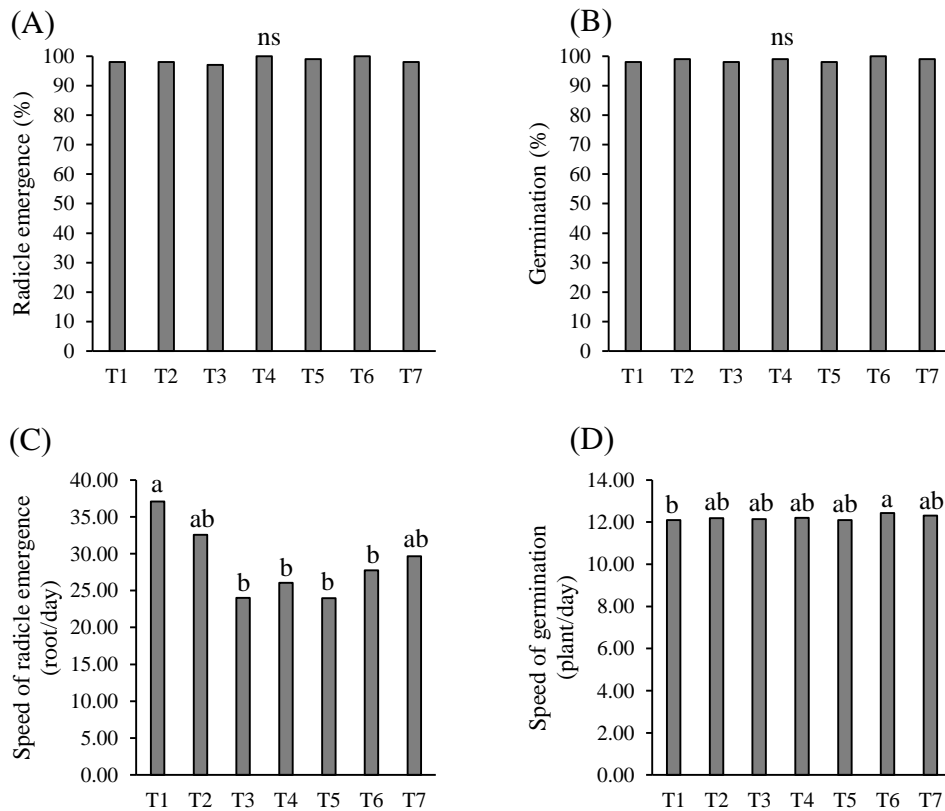 (A)
ns
Radicle emergence (%)
100
90
80
70
60
50
40
30
20
10
0
T1 T2 T3 T4 T5 T6 T7
(B)
ns
Germination (%)
100
90
80
70
60
50
40
30
20
10
0
T1 T2 T3 T4 T5 T6 T7
(C)
Speed of radicle emergence
(root/day)
40.00
35.00
30.00
25.00
20.00
15.00
10.00
5.00
0.00
a ab b b b b ab
T1 T2 T3 T4 T5 T6 T7
(D)
Speed of germination
(plant/day)
14.00
12.00
10.00
8.00
6.00
4.00
2.00
0.00
b ab ab ab ab a ab
T1 T2 T3 T4 T5 T6 T7